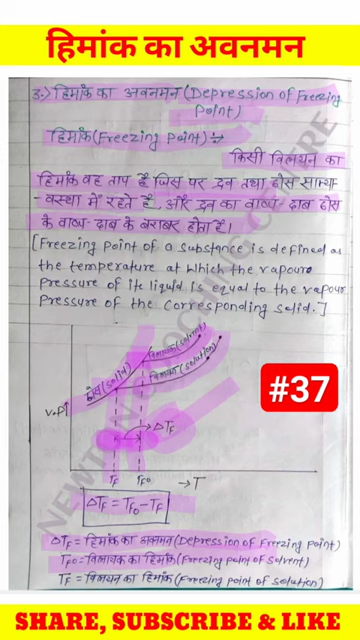 हिमांक का अवनमन
3.) हिमांक का अवनमन (Depression of Freezing
Point)
हिमांक (Freezing Point) ⇒
किसी विलयन का
हिमांक वह ताप है जिस पर द्रव तथा ठोस साम्या-
-वस्था में रहते है, और द्रव का वाष्प-दाब ठोस
के वाष्प-दाब के बराबर होता है।
[Freezing point of a substance is defined as
the temperature at which the vapour
pressure of its liquid is equal to the vapour
pressure of the corresponding solid.]
ठोस (solid)
विलायक (solvent)
विलयन (solution)
#37
V.P↑
ΔTF
TF
TF0
→T
ΔTF = TF0 - TF
ΔTF = हिमांक का अवनमन (Depression of Freezing point)
TF0 = विलायक का हिमांक (Freezing point of solvent)
TF = विलयन का हिमांक (Freezing point of solution)
SHARE, SUBSCRIBE & LIKE